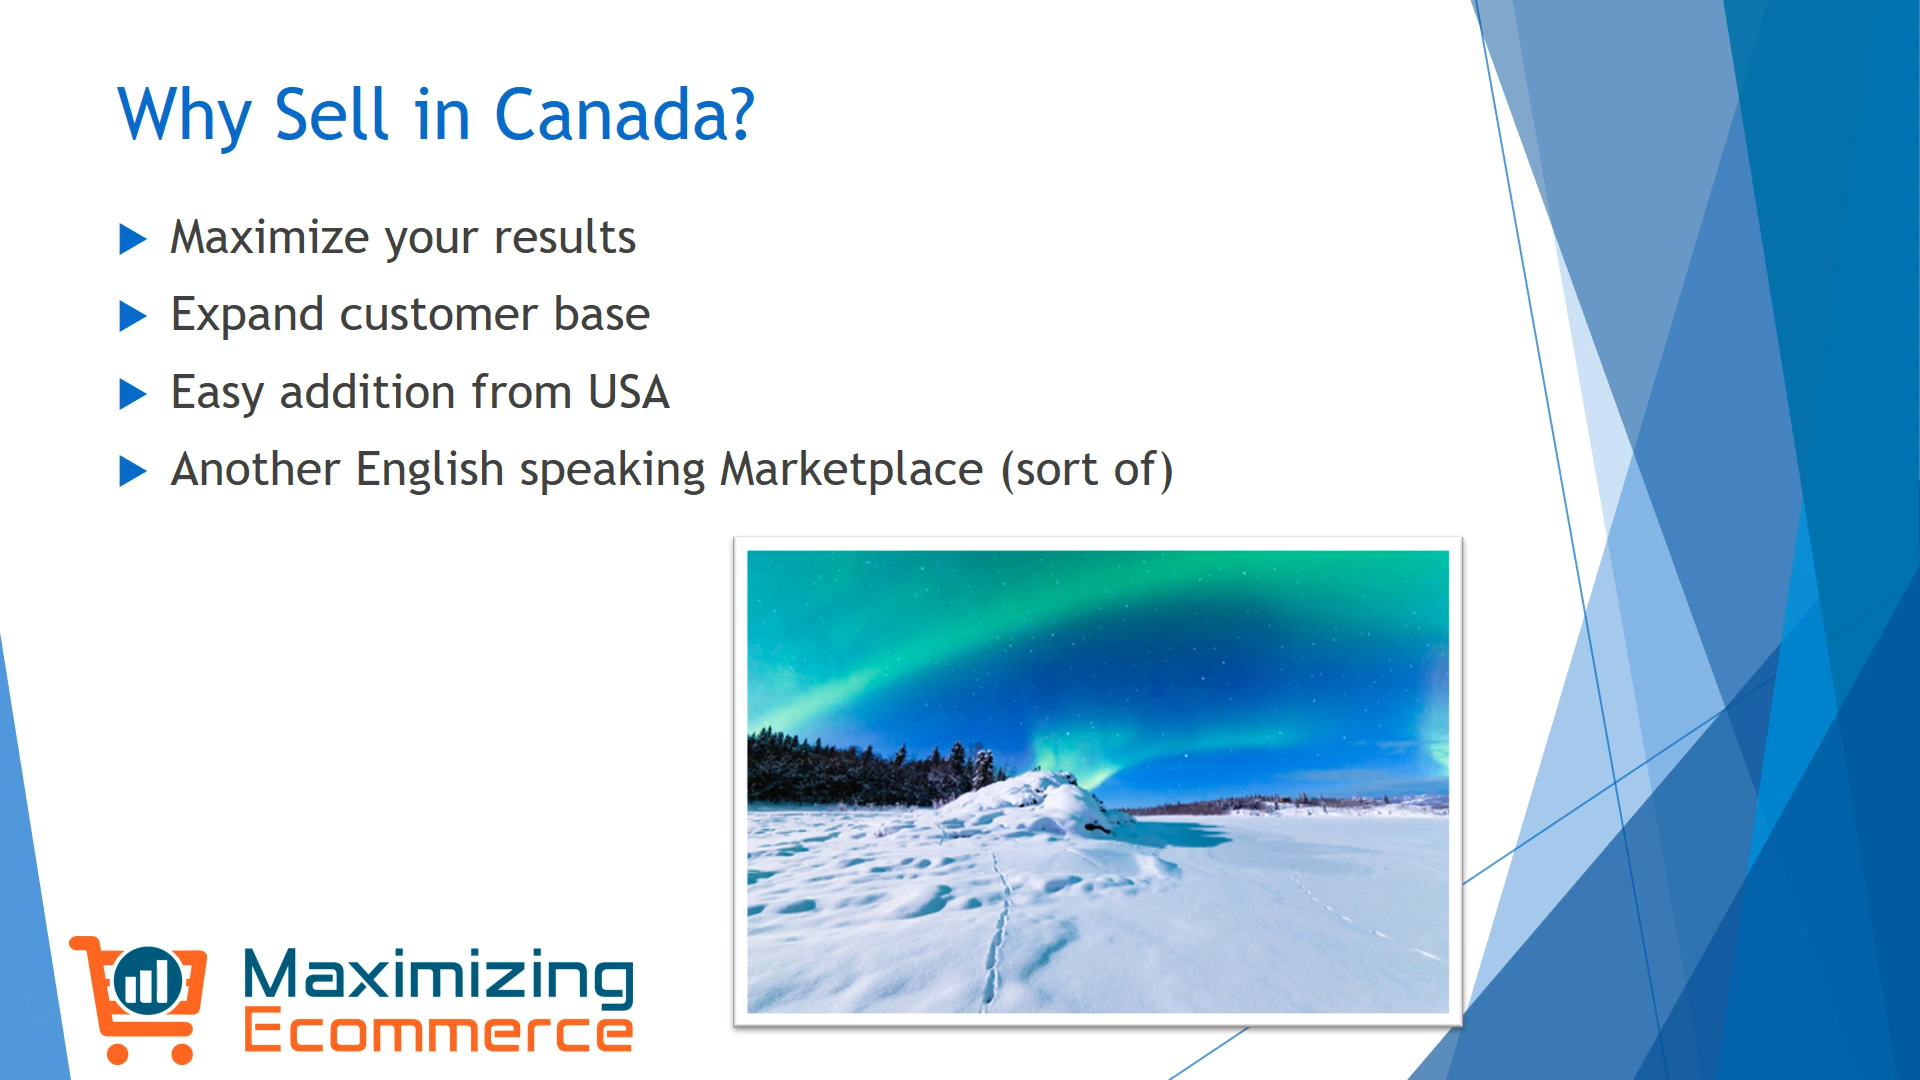 Why Sell in Canada?
Maximize your results
Expand customer base
Easy addition from USA
Another English speaking Marketplace (sort of)
Maximizing
Ecommerce